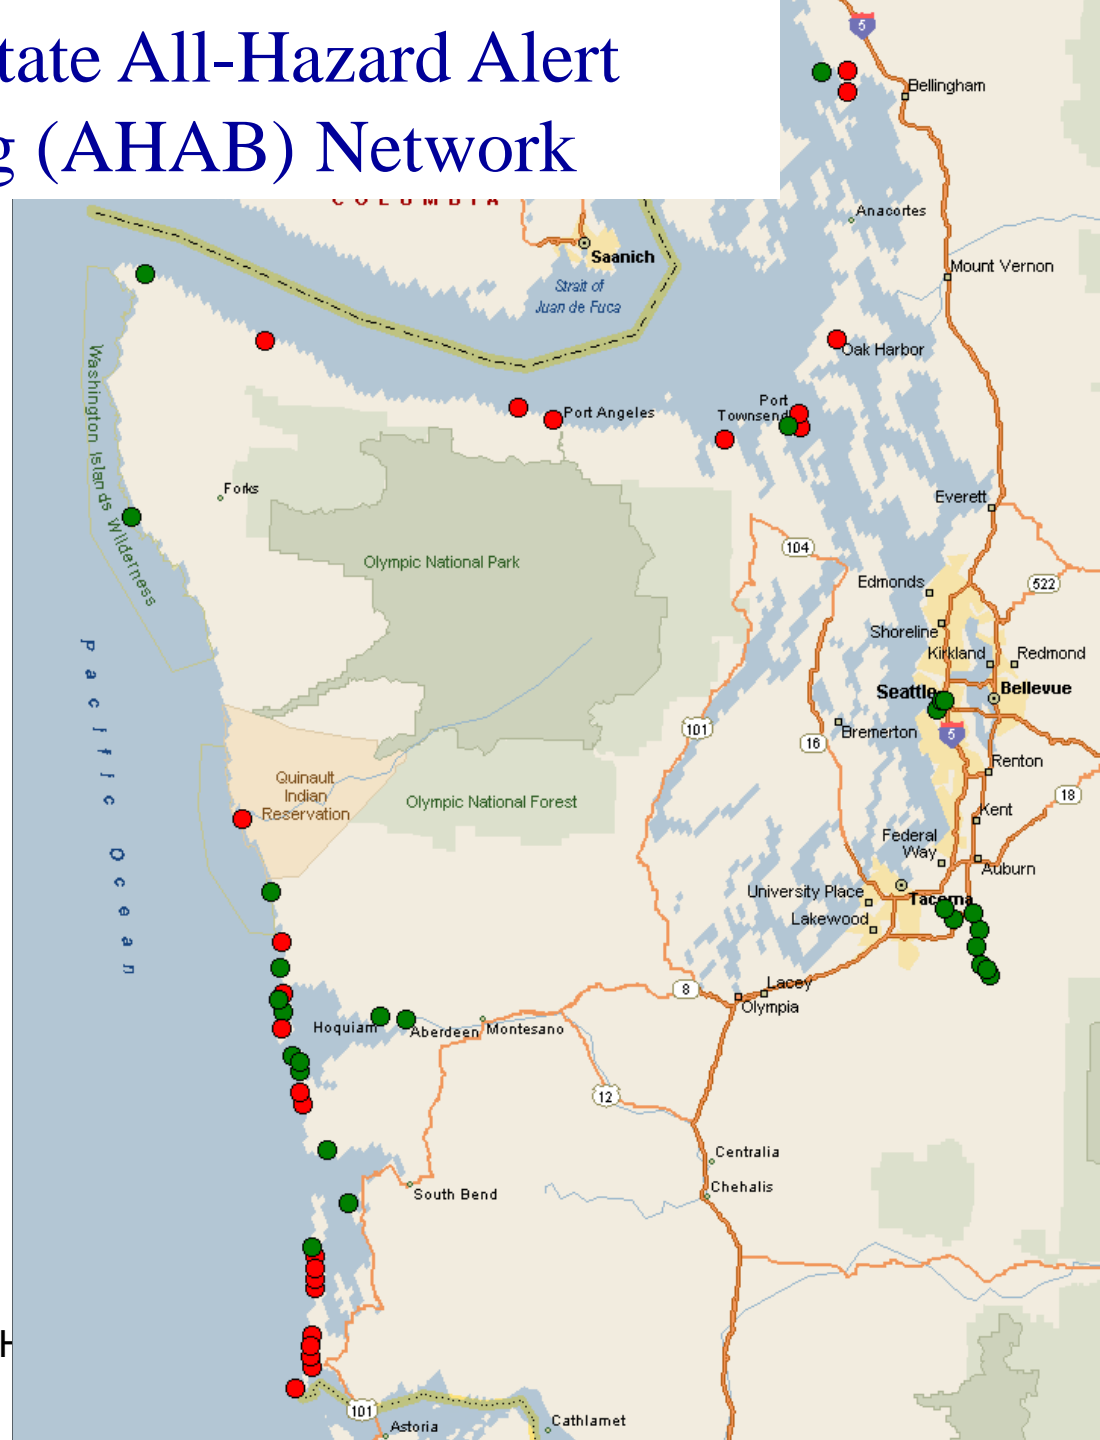 tate All-Hazard Alert
g (AHAB) Network
5
Bellingham
COLUMBIA
Anacortes
Saanich
Mount Vernon
Strait of
Juan de Fuca
Oak Harbor
Washington Islands Wilderness
Port
Townsend
Port Angeles
Forks
Everett
104
Olympic National Park
Edmonds
522
Shoreline
Kirkland
Redmond
Seattle
Bellevue
Pacific Ocean
101
16
Bremerton
5
Renton
Quinault
Indian
Reservation
Olympic National Forest
18
Kent
Federal
Way
Auburn
University Place
Tacoma
Lakewood
8
Lacey
Olympia
Hoquiam
Aberdeen
Montesano
12
Centralia
Chehalis
South Bend
H
101
Astoria
Cathlamet